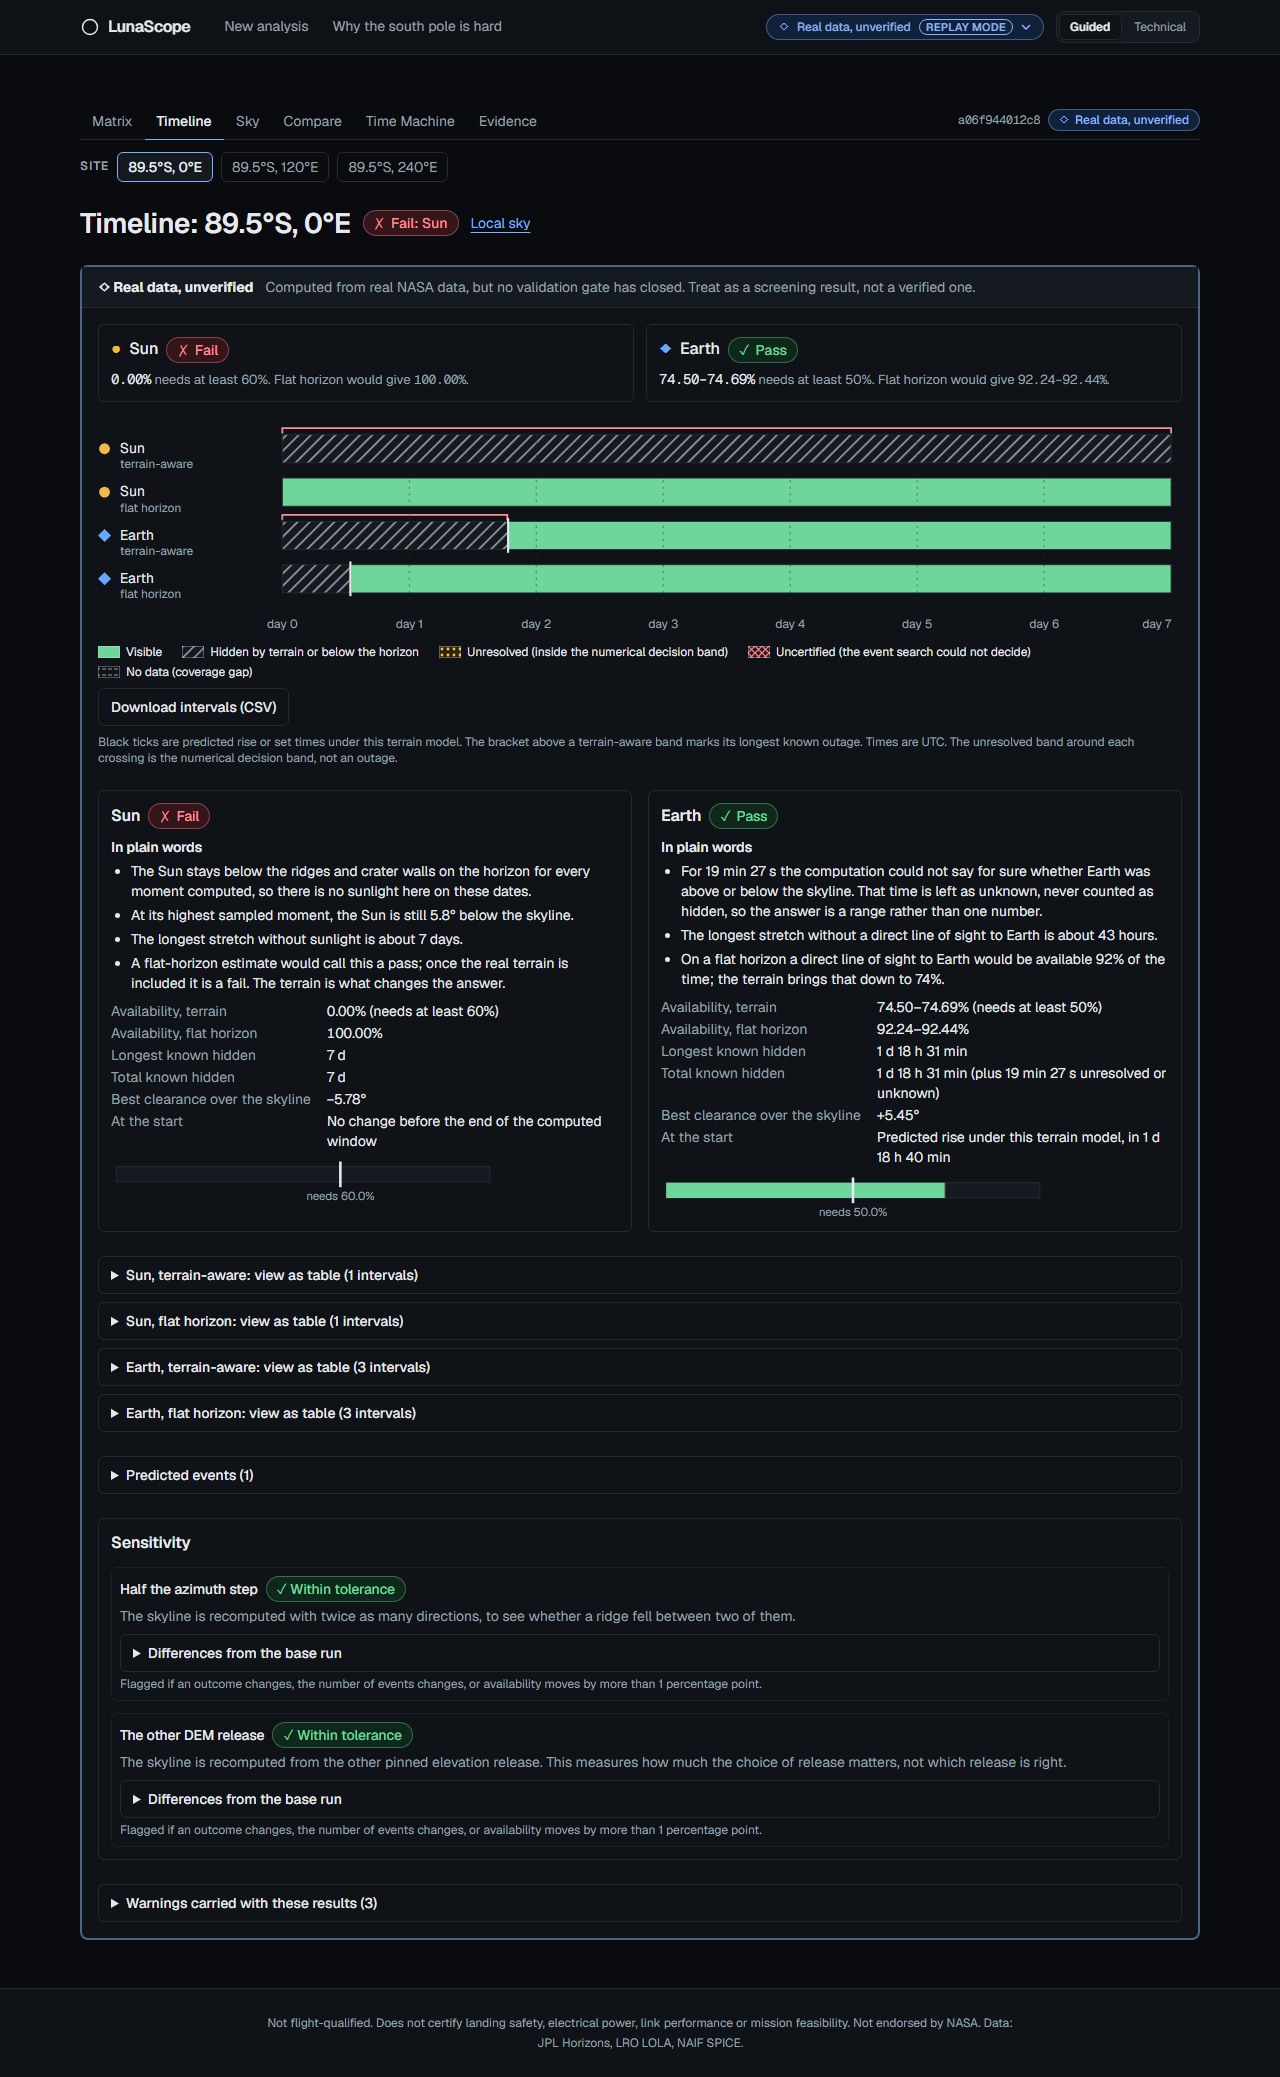 LunaScope
New analysis
Why the south pole is hard
◇ Real data, unverified REPLAY MODE
Guided
Technical
Matrix
Timeline
Sky
Compare
Time Machine
Evidence
a06f944012c8
◇ Real data, unverified
SITE
89.5°S, 0°E
89.5°S, 120°E
89.5°S, 240°E
Timeline: 89.5°S, 0°E
✗ Fail: Sun
Local sky
◇ Real data, unverified Computed from real NASA data, but no validation gate has closed. Treat as a screening result, not a verified one.
Sun ✗ Fail
0.00% needs at least 60%. Flat horizon would give 100.00%.
Earth ✓ Pass
74.50–74.69% needs at least 50%. Flat horizon would give 92.24–92.44%.
Sun
terrain-aware
Sun
flat horizon
Earth
terrain-aware
Earth
flat horizon
day 0 day 1 day 2 day 3 day 4 day 5 day 6 day 7
Visible
Hidden by terrain or below the horizon
Unresolved (inside the numerical decision band)
Uncertified (the event search could not decide)
No data (coverage gap)
Download intervals (CSV)
Black ticks are predicted rise or set times under this terrain model. The bracket above a terrain-aware band marks its longest known outage. Times are UTC. The unresolved band around each
crossing is the numerical decision band, not an outage.
Sun ✗ Fail
In plain words
• The Sun stays below the ridges and crater walls on the horizon for every
moment computed, so there is no sunlight here on these dates.
• At its highest sampled moment, the Sun is still 5.8° below the skyline.
• The longest stretch without sunlight is about 7 days.
• A flat-horizon estimate would call this a pass; once the real terrain is
included it is a fail. The terrain is what changes the answer.
Availability, terrain 0.00% (needs at least 60%)
Availability, flat horizon 100.00%
Longest known hidden 7 d
Total known hidden 7 d
Best clearance over the skyline −5.78°
At the start No change before the end of the computed
window
needs 60.0%
Earth ✓ Pass
In plain words
• For 19 min 27 s the computation could not say for sure whether Earth was
above or below the skyline. That time is left as unknown, never counted as
hidden, so the answer is a range rather than one number.
• The longest stretch without a direct line of sight to Earth is about 43 hours.
• On a flat horizon a direct line of sight to Earth would be available 92% of the
time; the terrain brings that down to 74%.
Availability, terrain 74.50–74.69% (needs at least 50%)
Availability, flat horizon 92.24–92.44%
Longest known hidden 1 d 18 h 31 min
Total known hidden 1 d 18 h 31 min (plus 19 min 27 s unresolved or
unknown)
Best clearance over the skyline +5.45°
At the start Predicted rise under this terrain model, in 1 d
18 h 40 min
needs 50.0%
▶ Sun, terrain-aware: view as table (1 intervals)
▶ Sun, flat horizon: view as table (1 intervals)
▶ Earth, terrain-aware: view as table (3 intervals)
▶ Earth, flat horizon: view as table (3 intervals)
▶ Predicted events (1)
Sensitivity
Half the azimuth step ✓ Within tolerance
The skyline is recomputed with twice as many directions, to see whether a ridge fell between two of them.
▶ Differences from the base run
Flagged if an outcome changes, the number of events changes, or availability moves by more than 1 percentage point.
The other DEM release ✓ Within tolerance
The skyline is recomputed from the other pinned elevation release. This measures how much the choice of release matters, not which release is right.
▶ Differences from the base run
Flagged if an outcome changes, the number of events changes, or availability moves by more than 1 percentage point.
▶ Warnings carried with these results (3)
Not flight-qualified. Does not certify landing safety, electrical power, link performance or mission feasibility. Not endorsed by NASA. Data:
JPL Horizons, LRO LOLA, NAIF SPICE.